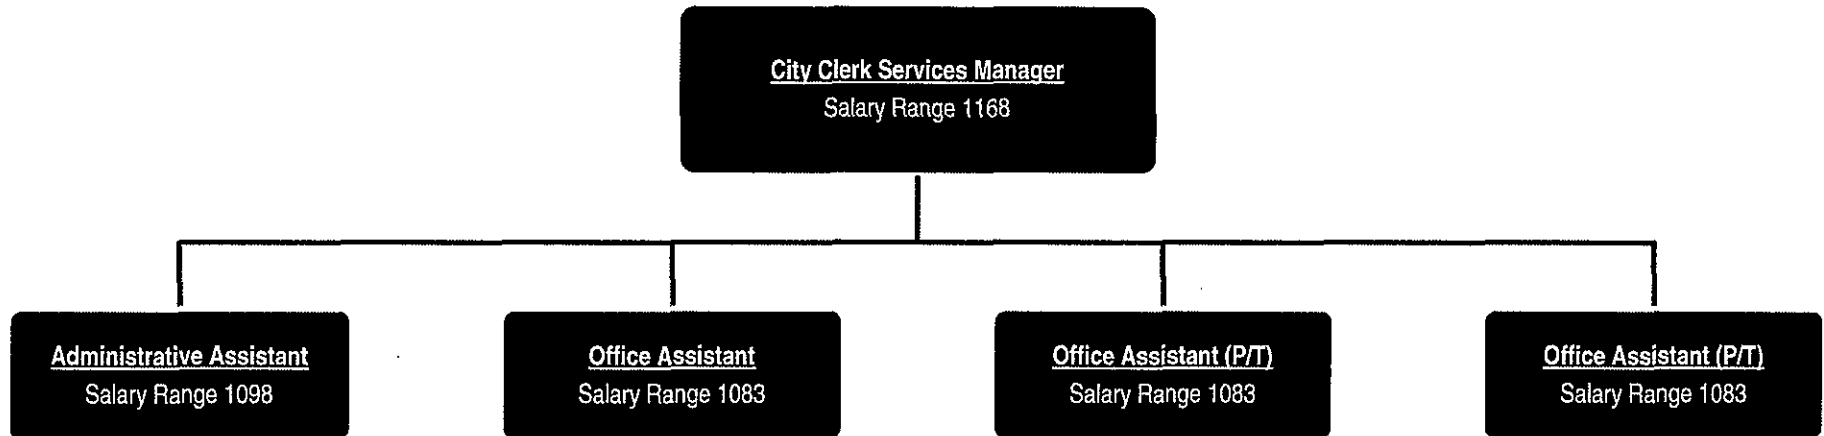 City Clerk Services Manager
Salary Range 1168
Administrative Assistant
Salary Range 1098
Office Assistant
Salary Range 1083
Office Assistant (P/T)
Salary Range 1083
Office Assistant (P/T)
Salary Range 1083